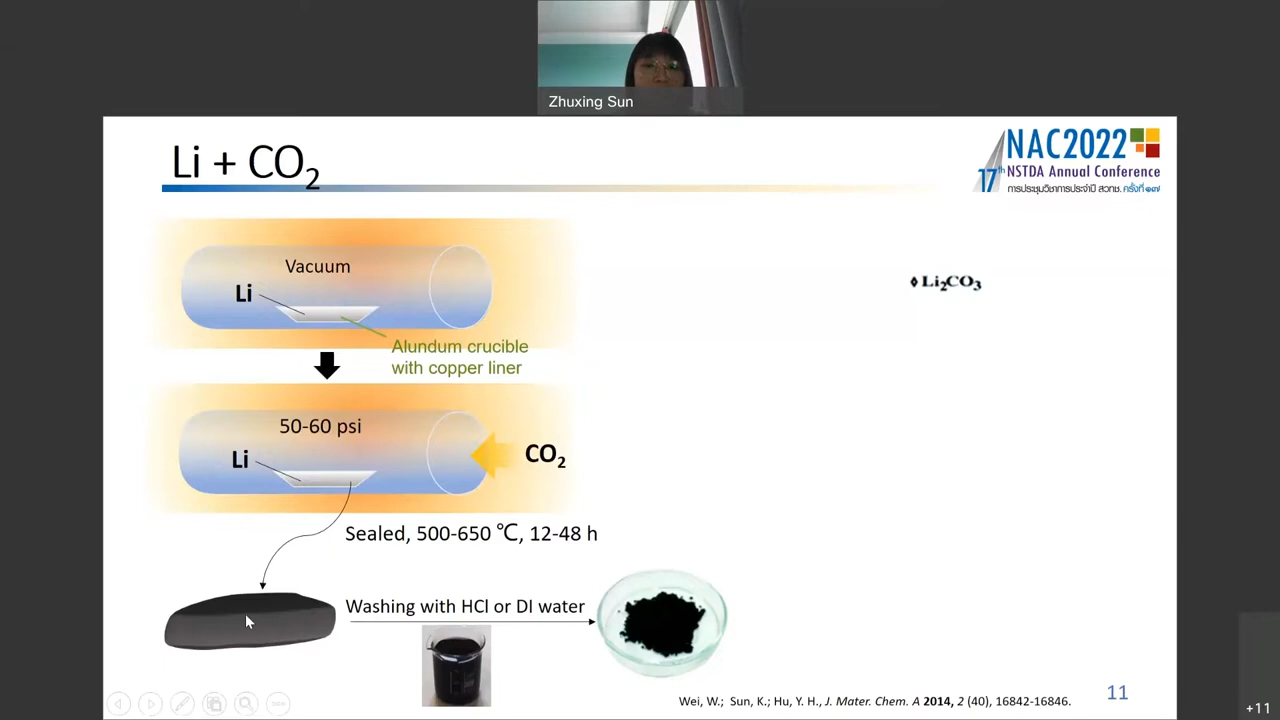 Zhuxing Sun
Li + CO₂
NAC2022
17th NSTDA Annual Conference
การประชุมวิชาการประจำปี สวทช. ครั้งที่ ๑๗
Vacuum
Li
Alundum crucible
with copper liner
◆ Li₂CO₃
50-60 psi
Li
CO₂
Sealed, 500-650 ℃, 12-48 h
Washing with HCl or DI water
Wei, W.; Sun, K.; Hu, Y. H., J. Mater. Chem. A 2014, 2 (40), 16842-16846.
11
+11